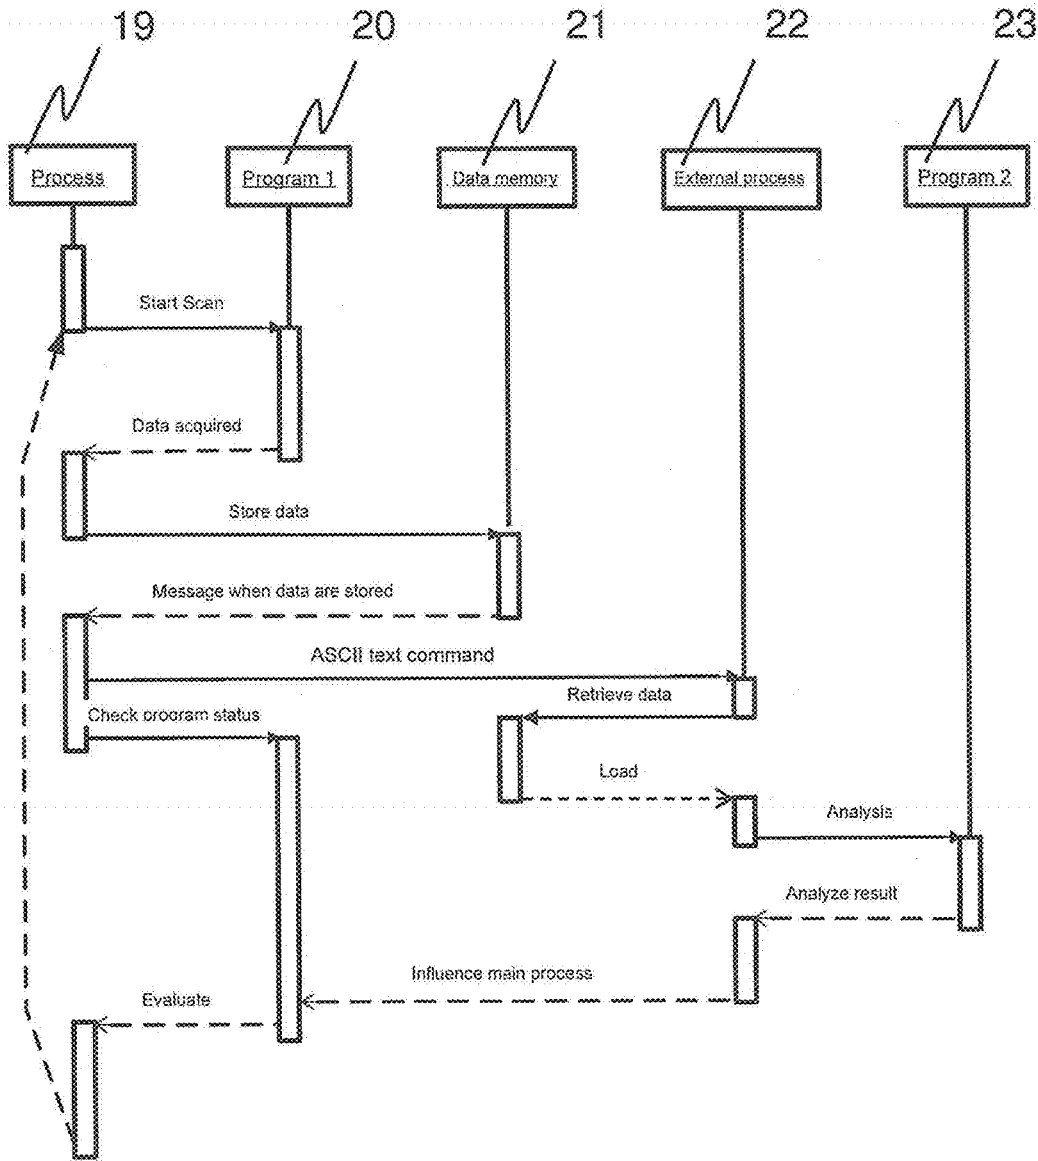 19 20 21 22 23
Process Program 1 Data memory External process Program 2
Start Scan
Data acquired
Store data
Message when data are stored
ASCII text command
Retrieve data
Check program status
Load
Analysis
Analyze result
Influence main process
Evaluate